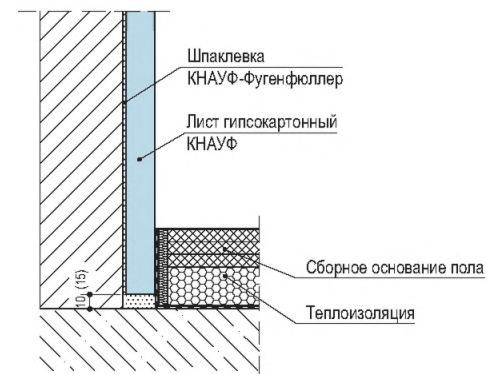 Шпаклевка
КНАУФ-Фугенфюллер
Лист гипсокартонный
КНАУФ
10 (15)
Сборное основание пола
Теплоизоляция